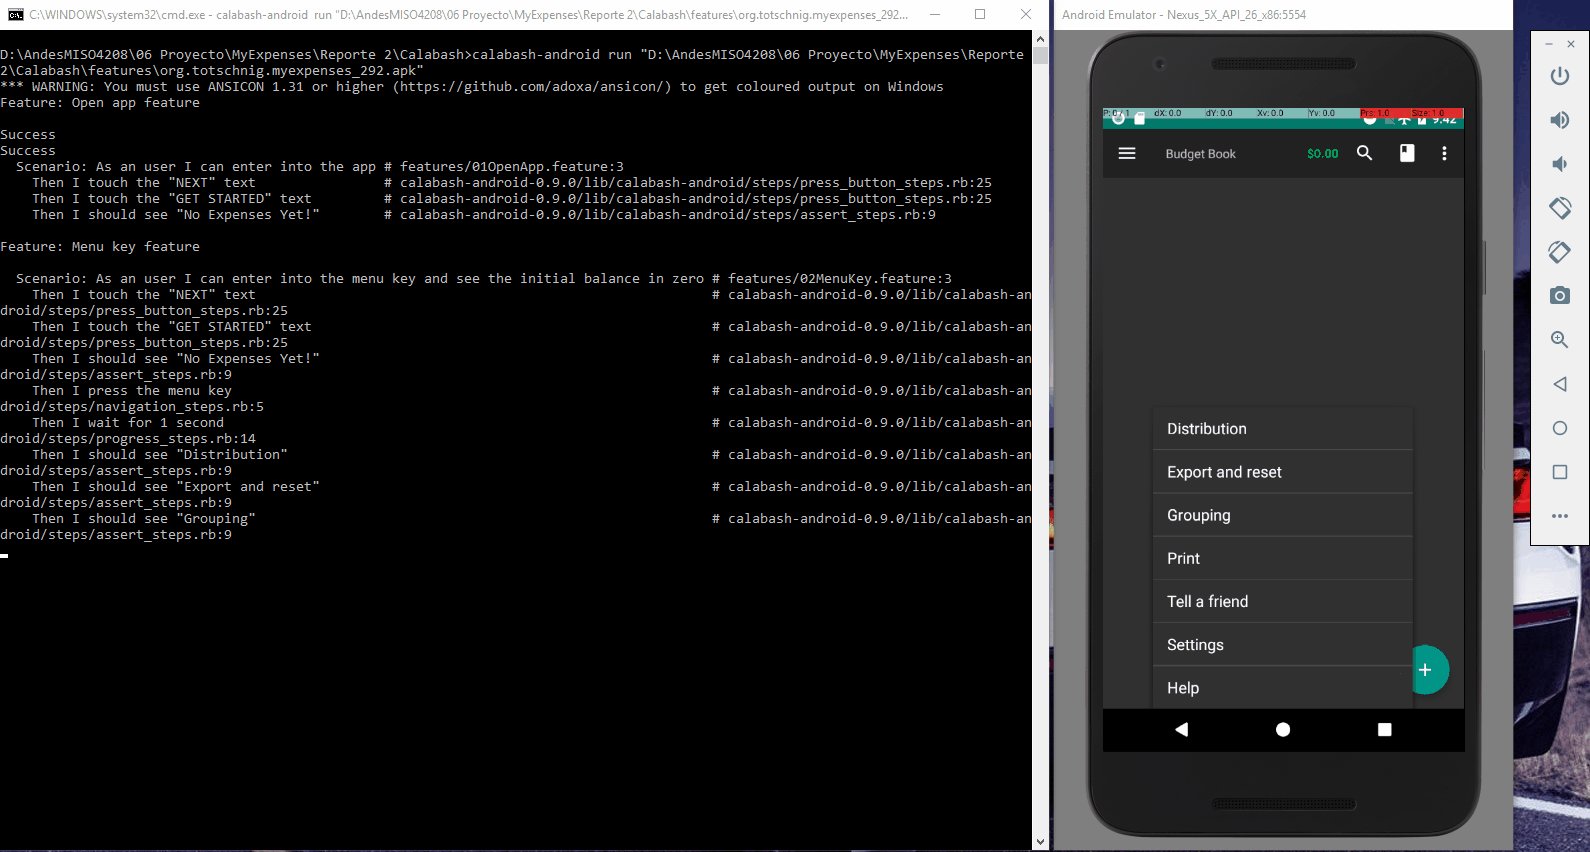 C:\WINDOWS\system32\cmd.exe - calabash-android  run "D:\AndesMISO4208\06 Proyecto\MyExpenses\Reporte 2\Calabash\features\org.totschnig.myexpenses_292...
D:\AndesMISO4208\06 Proyecto\MyExpenses\Reporte 2\Calabash>calabash-android run "D:\AndesMISO4208\06 Proyecto\MyExpenses\Reporte
2\Calabash\features\org.totschnig.myexpenses_292.apk"
*** WARNING: You must use ANSICON 1.31 or higher (https://github.com/adoxa/ansicon/) to get coloured output on Windows
Feature: Open app feature
Success
Success
Scenario: As an user I can enter into the app # features/01OpenApp.feature:3
Then I touch the "NEXT" text # calabash-android-0.9.0/lib/calabash-android/steps/press_button_steps.rb:25
Then I touch the "GET STARTED" text # calabash-android-0.9.0/lib/calabash-android/steps/press_button_steps.rb:25
Then I should see "No Expenses Yet!" # calabash-android-0.9.0/lib/calabash-android/steps/assert_steps.rb:9
Feature: Menu key feature
Scenario: As an user I can enter into the menu key and see the initial balance in zero # features/02MenuKey.feature:3
Then I touch the "NEXT" text # calabash-android-0.9.0/lib/calabash-an
droid/steps/press_button_steps.rb:25
Then I touch the "GET STARTED" text # calabash-android-0.9.0/lib/calabash-an
droid/steps/press_button_steps.rb:25
Then I should see "No Expenses Yet!" # calabash-android-0.9.0/lib/calabash-an
droid/steps/assert_steps.rb:9
Then I press the menu key # calabash-android-0.9.0/lib/calabash-an
droid/steps/navigation_steps.rb:5
Then I wait for 1 second # calabash-android-0.9.0/lib/calabash-an
droid/steps/progress_steps.rb:14
Then I should see "Distribution" # calabash-android-0.9.0/lib/calabash-an
droid/steps/assert_steps.rb:9
Then I should see "Export and reset" # calabash-android-0.9.0/lib/calabash-an
droid/steps/assert_steps.rb:9
Then I should see "Grouping" # calabash-android-0.9.0/lib/calabash-an
droid/steps/assert_steps.rb:9
Android Emulator - Nexus_5X_API_26_x86:5554
P: 0 / 1 dX: 0.0 dY: 0.0 Xv: 0.0 Yv: 0.0 Prs: 1.0 Size: 1.0
9:42
Budget Book $0.00
Distribution
Export and reset
Grouping
Print
Tell a friend
Settings
Help